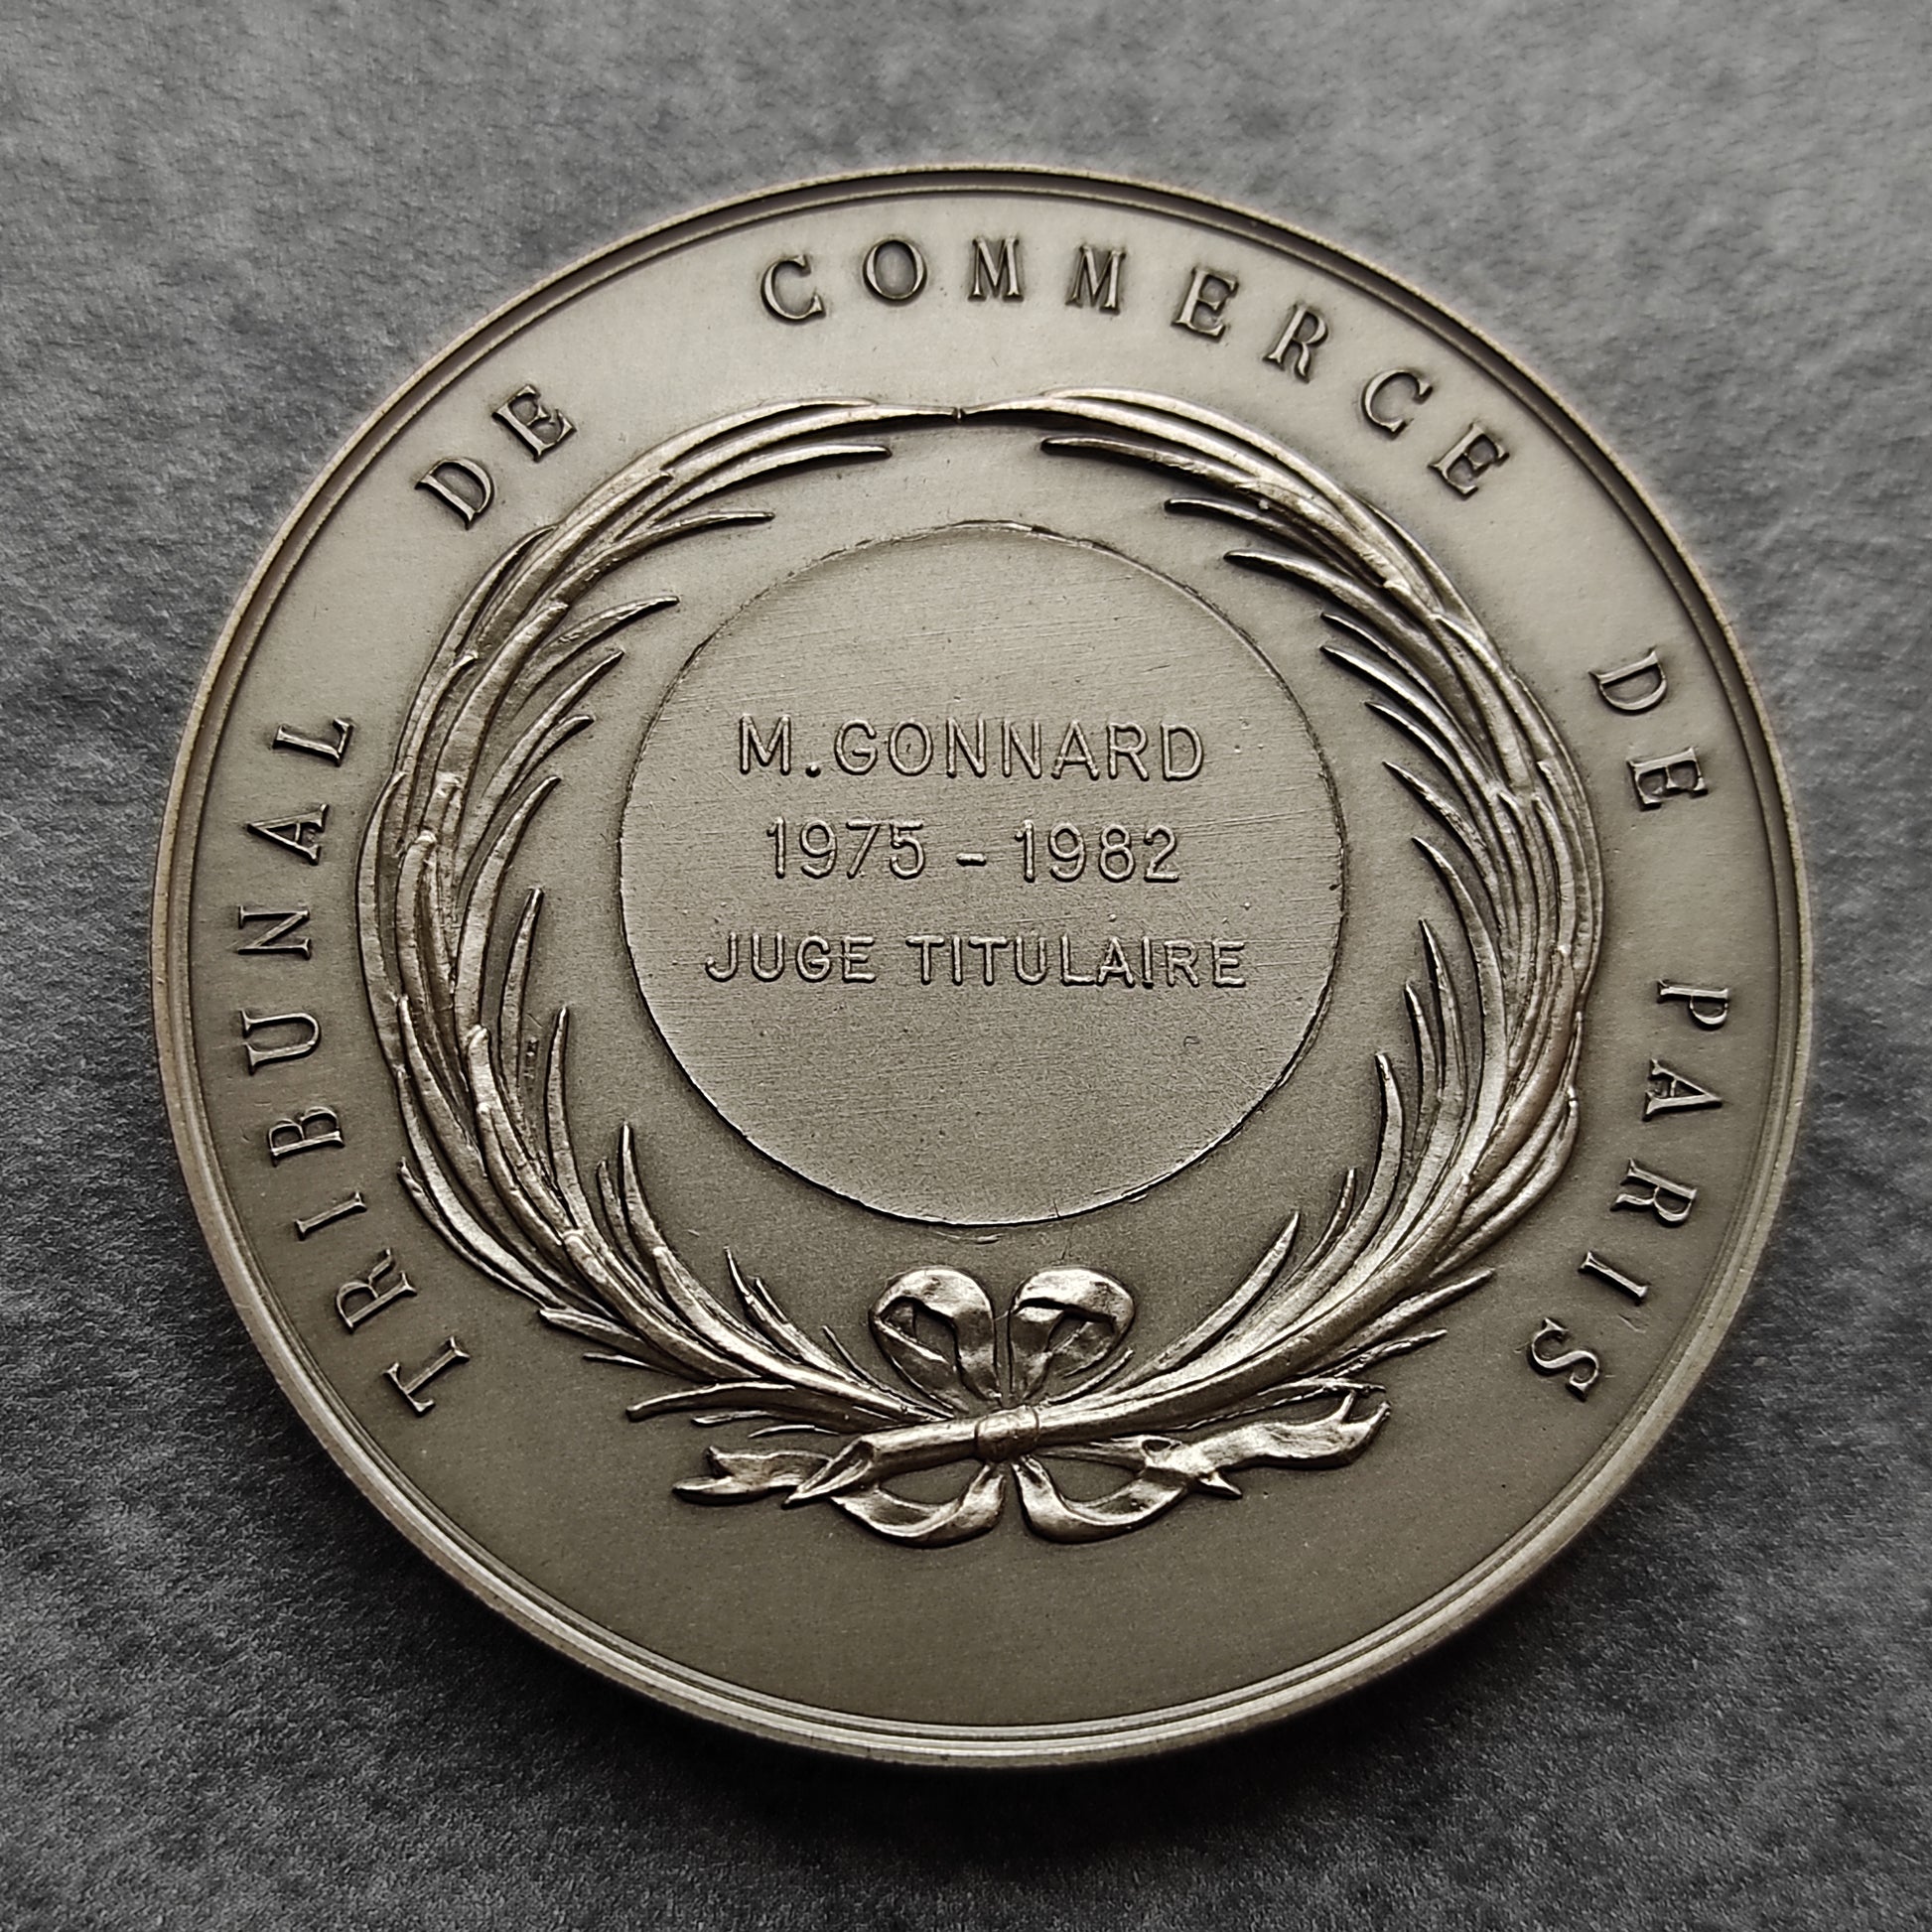 TRIBUNAL DE COMMERCE DE PARIS
M. GONNARD
1975 - 1982
JUGE TITULAIRE